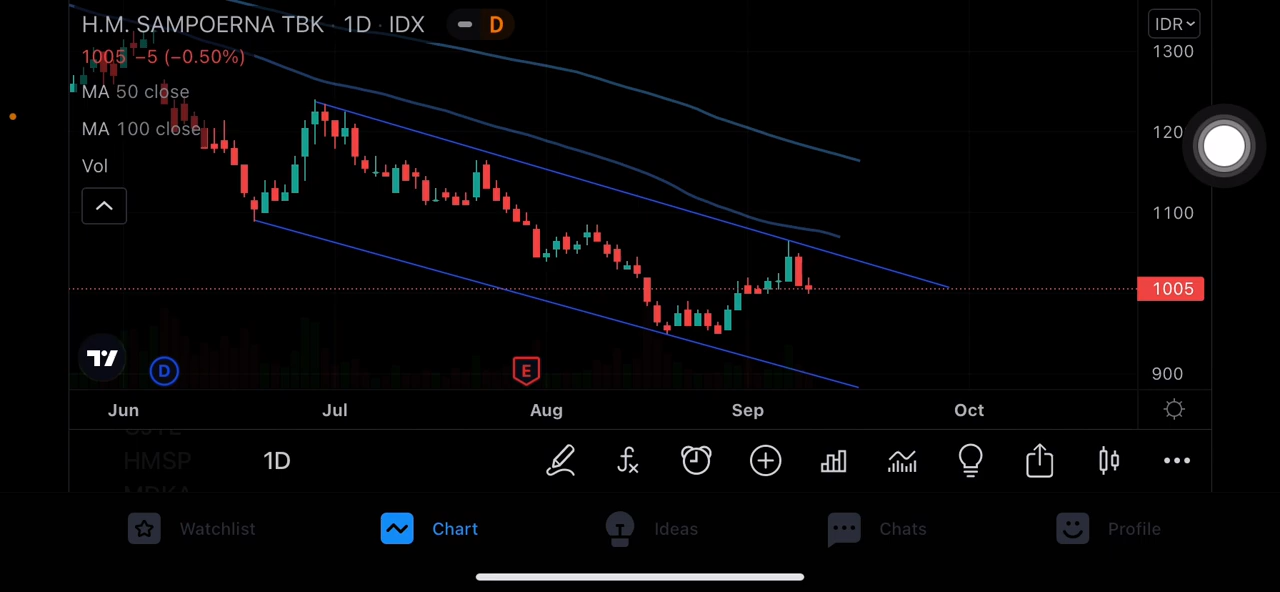 H.M. SAMPOERNA TBK · 1D · IDX
D
IDR
1005 −5 (−0.50%)
1300
MA 50 close
MA 100 close
120
Vol
1100
1005
900
D
E
Jun Jul Aug Sep Oct
HMSP
1D
Watchlist Chart Ideas Chats Profile